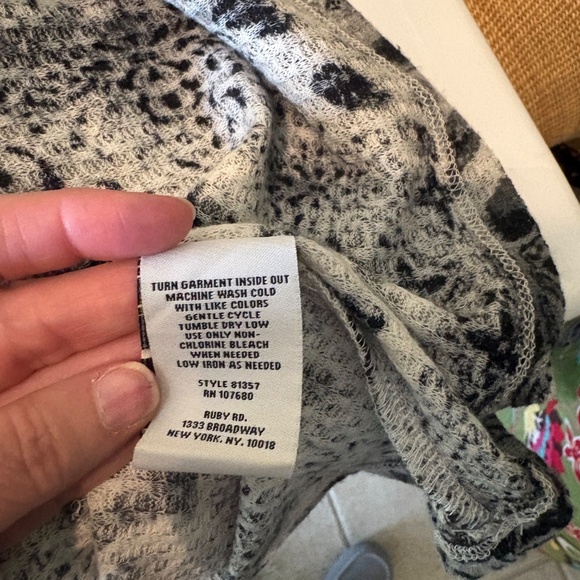 TURN GARMENT INSIDE OUT
MACHINE WASH COLD
WITH LIKE COLORS
GENTLE CYCLE
TUMBLE DRY LOW
USE ONLY NON-
CHLORINE BLEACH
WHEN NEEDED
LOW IRON AS NEEDED
STYLE 81357
RN 107680
RUBY RD.
1333 BROADWAY
NEW YORK. NY. 10018